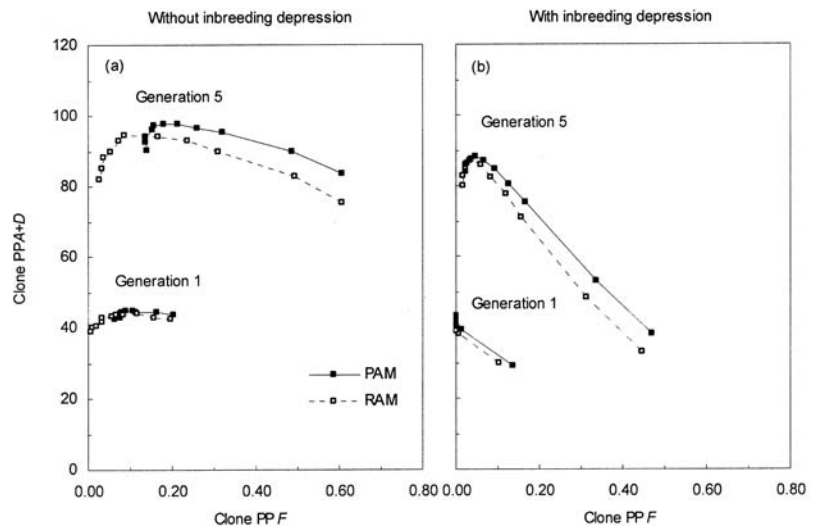 Without inbreeding depression
With inbreeding depression
120
100
80
60
40
20
0
Clone PPA+D
(a)
Generation 5
Generation 1
PAM
RAM
(b)
Generation 5
Generation 1
0.00 0.20 0.40 0.60 0.80
0.00 0.20 0.40 0.60 0.80
Clone PP F
Clone PP F